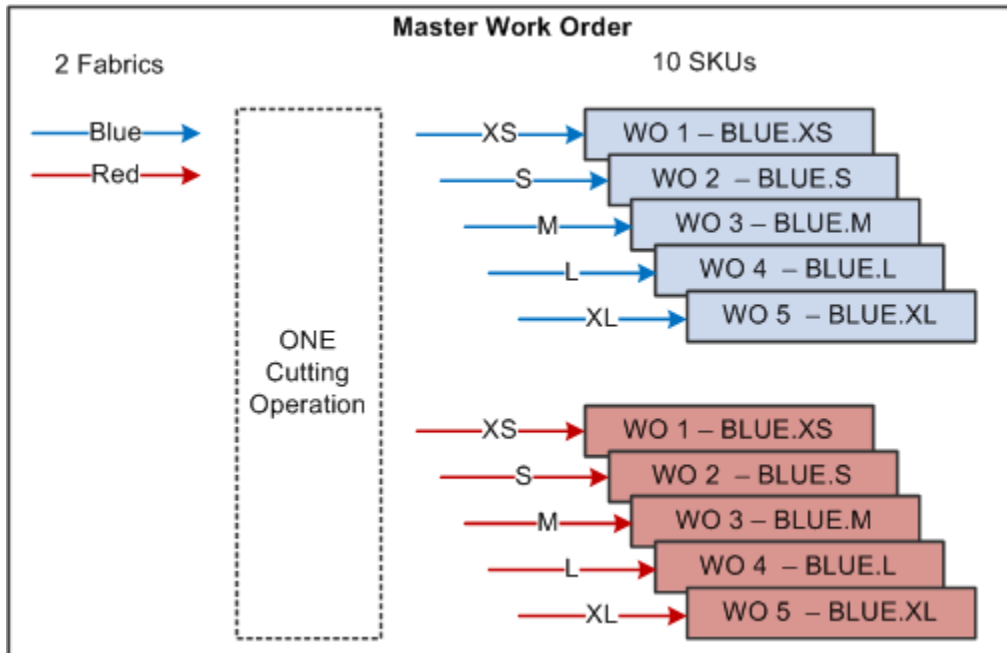 Master Work Order
2 Fabrics
10 SKUs
Blue
Red
ONE
Cutting
Operation
XS
WO 1 – BLUE.XS
S
WO 2 – BLUE.S
M
WO 3 – BLUE.M
L
WO 4 – BLUE.L
XL
WO 5 – BLUE.XL
XS
WO 1 – BLUE.XS
S
WO 2 – BLUE.S
M
WO 3 – BLUE.M
L
WO 4 – BLUE.L
XL
WO 5 – BLUE.XL